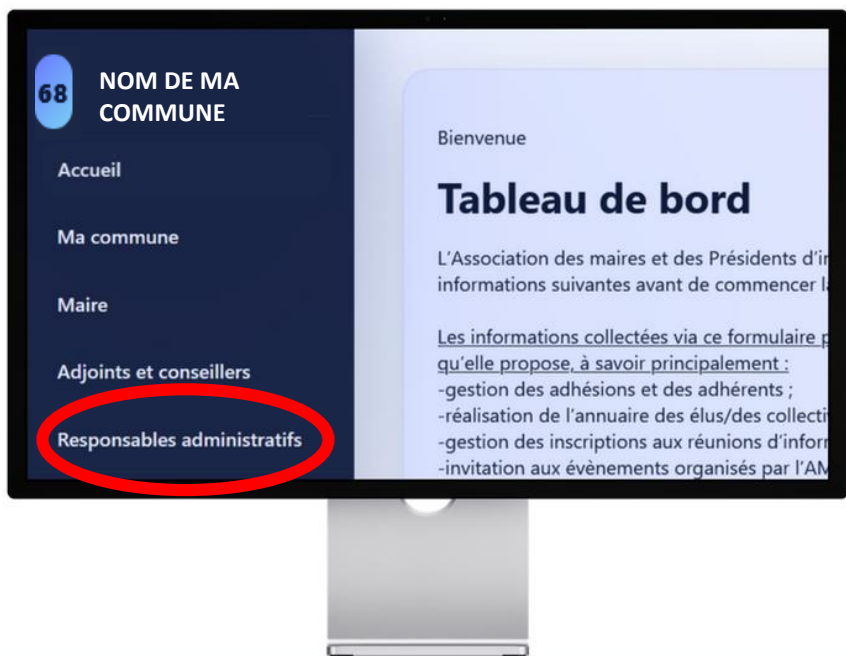 68
NOM DE MA
COMMUNE
Accueil
Ma commune
Maire
Adjoints et conseillers
Responsables administratifs
Bienvenue
Tableau de bord
L'Association des maires et des Présidents d'i
informations suivantes avant de commencer l
Les informations collectées via ce formulaire p
qu'elle propose, à savoir principalement :
-gestion des adhésions et des adhérents ;
-réalisation de l'annuaire des élus/des collecti
-gestion des inscriptions aux réunions d'infor
-invitation aux évènements organisés par l'AM